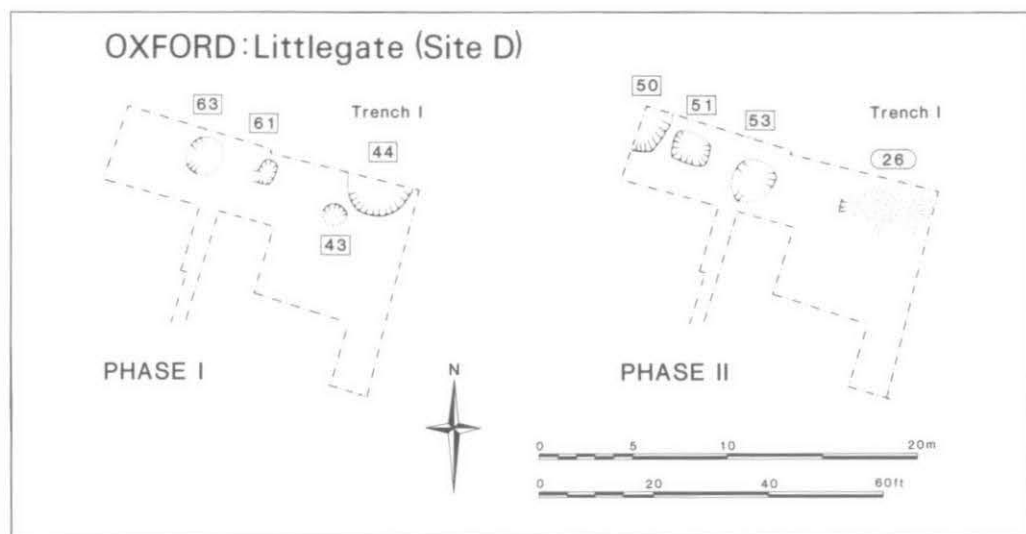 OXFORD: Littlegate (Site D)
63
61
Trench I
44
43
PHASE I
50
51
53
Trench I
26
PHASE II
N
0 5 10 20m
0 20 40 60ft